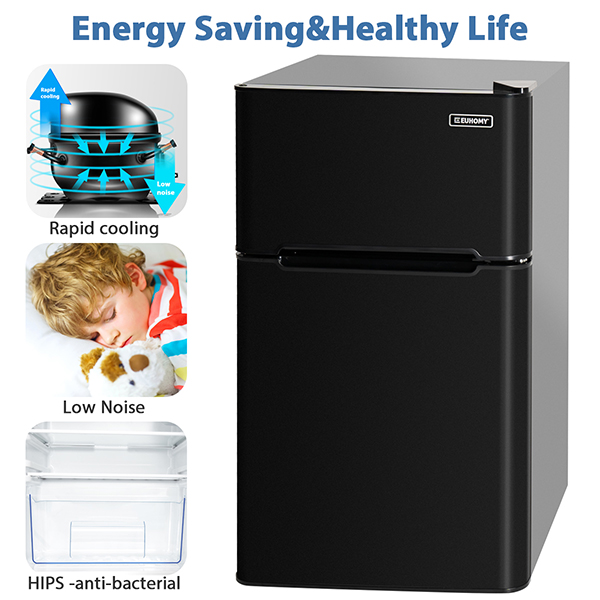 Energy Saving&Healthy Life
Rapid
cooling
Low
noise
Rapid cooling
EUHOMY
Low Noise
HIPS -anti-bacterial